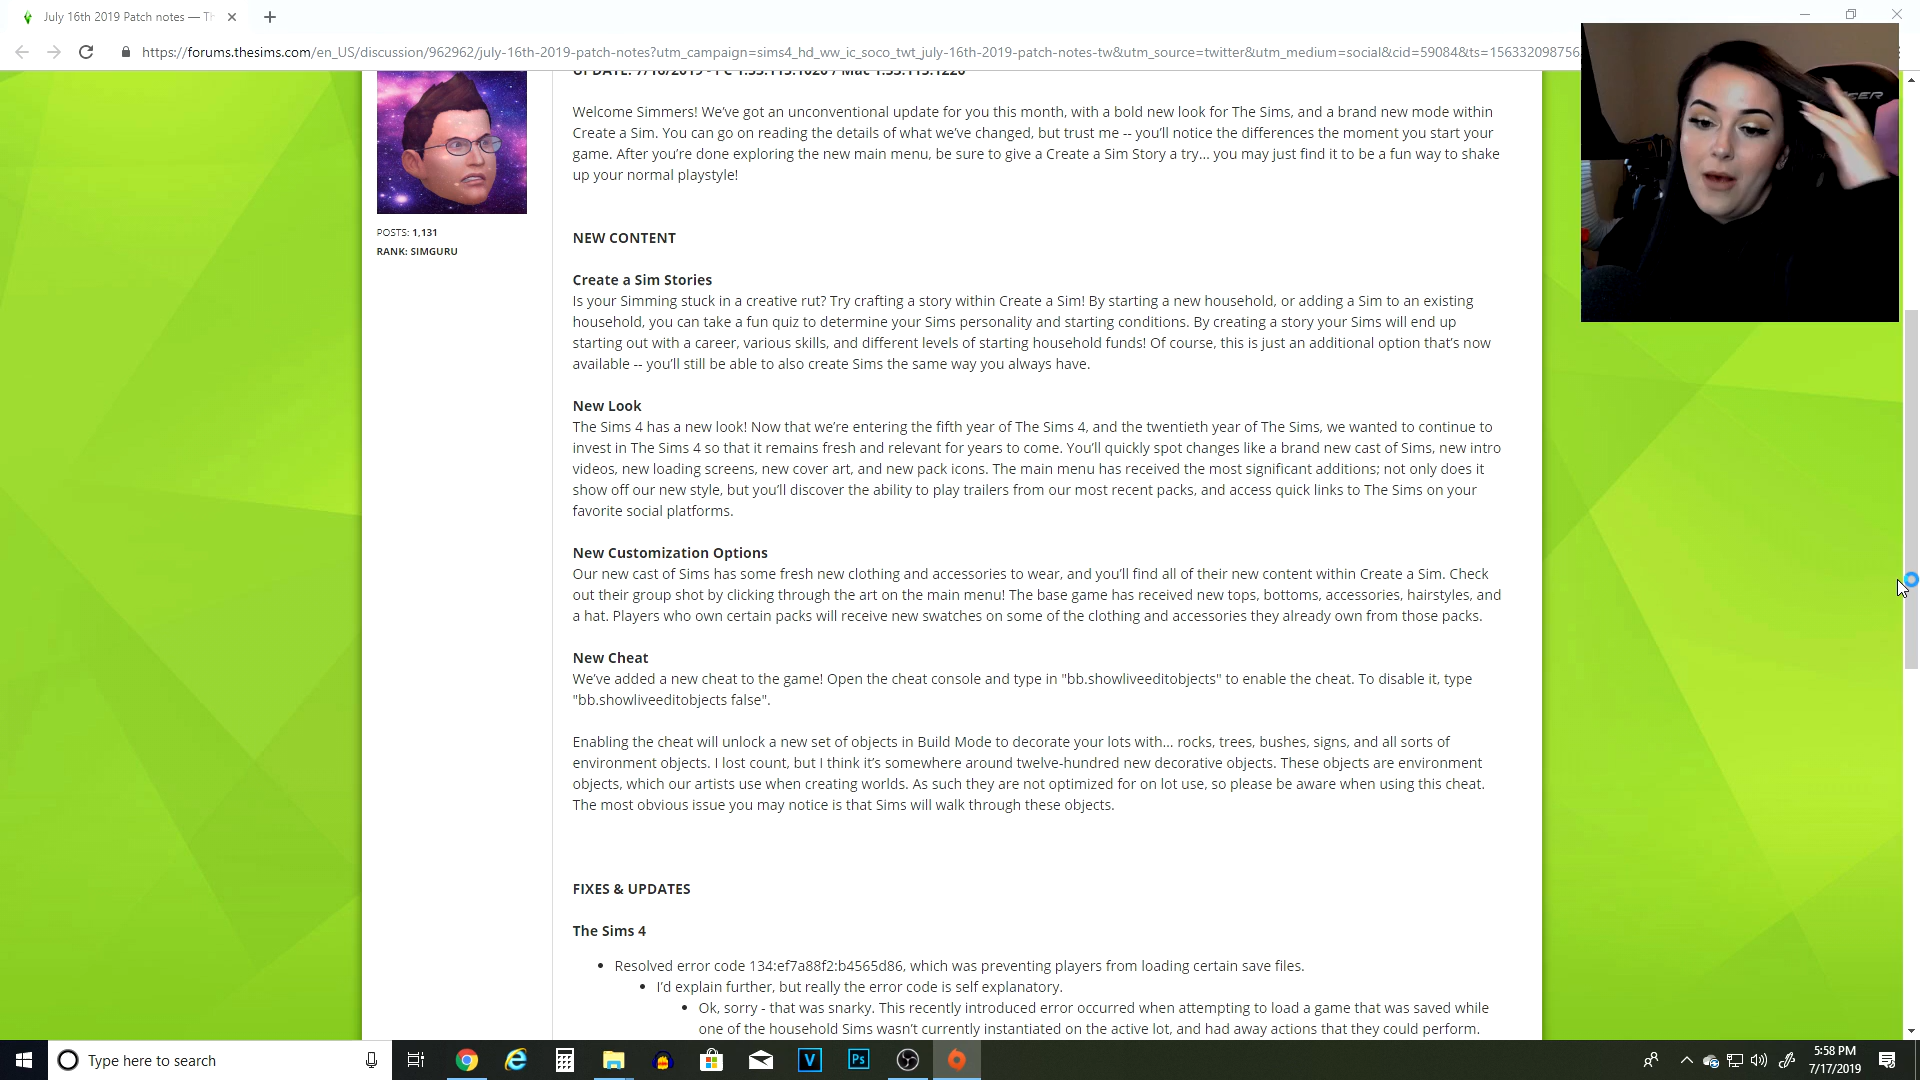 July 16th 2019 Patch notes — Th
https://forums.thesims.com/en_US/discussion/962962/july-16th-2019-patch-notes?utm_campaign=sims4_hd_ww_ic_soco_twt_july-16th-2019-patch-notes-tw&utm_source=twitter&utm_medium=social&cid=59084&ts=156332098756
UPDATE: 7/16/2019 - PC 1.53.115.1020 / Mac 1.53.115.1220
Welcome Simmers! We've got an unconventional update for you this month, with a bold new look for The Sims, and a brand new mode within
Create a Sim. You can go on reading the details of what we've changed, but trust me -- you'll notice the differences the moment you start your
game. After you're done exploring the new main menu, be sure to give a Create a Sim Story a try... you may just find it to be a fun way to shake
up your normal playstyle!
POSTS: 1,131
RANK: SIMGURU
NEW CONTENT
Create a Sim Stories
Is your Simming stuck in a creative rut? Try crafting a story within Create a Sim! By starting a new household, or adding a Sim to an existing
household, you can take a fun quiz to determine your Sims personality and starting conditions. By creating a story your Sims will end up
starting out with a career, various skills, and different levels of starting household funds! Of course, this is just an additional option that's now
available -- you'll still be able to also create Sims the same way you always have.
New Look
The Sims 4 has a new look! Now that we're entering the fifth year of The Sims 4, and the twentieth year of The Sims, we wanted to continue to
invest in The Sims 4 so that it remains fresh and relevant for years to come. You'll quickly spot changes like a brand new cast of Sims, new intro
videos, new loading screens, new cover art, and new pack icons. The main menu has received the most significant additions; not only does it
show off our new style, but you'll discover the ability to play trailers from our most recent packs, and access quick links to The Sims on your
favorite social platforms.
New Customization Options
Our new cast of Sims has some fresh new clothing and accessories to wear, and you'll find all of their new content within Create a Sim. Check
out their group shot by clicking through the art on the main menu! The base game has received new tops, bottoms, accessories, hairstyles, and
a hat. Players who own certain packs will receive new swatches on some of the clothing and accessories they already own from those packs.
New Cheat
We've added a new cheat to the game! Open the cheat console and type in "bb.showliveeditobjects" to enable the cheat. To disable it, type
"bb.showliveeditobjects false".
Enabling the cheat will unlock a new set of objects in Build Mode to decorate your lots with... rocks, trees, bushes, signs, and all sorts of
environment objects. I lost count, but I think it's somewhere around twelve-hundred new decorative objects. These objects are environment
objects, which our artists use when creating worlds. As such they are not optimized for on lot use, so please be aware when using this cheat.
The most obvious issue you may notice is that Sims will walk through these objects.
FIXES & UPDATES
The Sims 4
Resolved error code 134:ef7a88f2:b4565d86, which was preventing players from loading certain save files.
I'd explain further, but really the error code is self explanatory.
Ok, sorry - that was snarky. This recently introduced error occurred when attempting to load a game that was saved while
one of the household Sims wasn't currently instantiated on the active lot, and had away actions that they could perform.
Type here to search
V
Ps
5:58 PM
7/17/2019